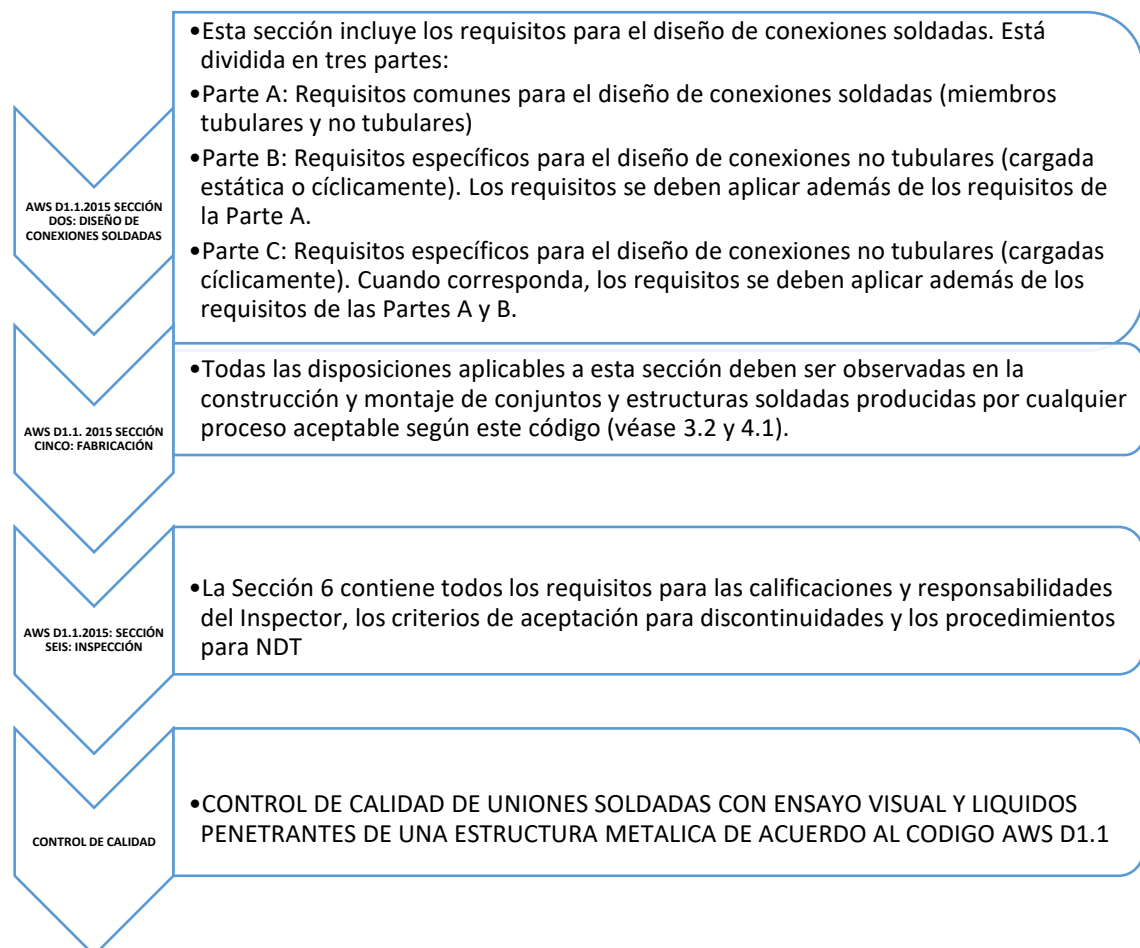 •Esta sección incluye los requisitos para el diseño de conexiones soldadas. Está
dividida en tres partes:
•Parte A: Requisitos comunes para el diseño de conexiones soldadas (miembros
tubulares y no tubulares)
•Parte B: Requisitos específicos para el diseño de conexiones no tubulares (cargada
estática o cíclicamente). Los requisitos se deben aplicar además de los requisitos de
la Parte A.
•Parte C: Requisitos específicos para el diseño de conexiones no tubulares (cargadas
cíclicamente). Cuando corresponda, los requisitos se deben aplicar además de los
requisitos de las Partes A y B.
AWS D1.1.2015 SECCIÓN
DOS: DISEÑO DE
CONEXIONES SOLDADAS
•Todas las disposiciones aplicables a esta sección deben ser observadas en la
construcción y montaje de conjuntos y estructuras soldadas producidas por cualquier
proceso aceptable según este código (véase 3.2 y 4.1).
AWS D1.1. 2015 SECCIÓN
CINCO: FABRICACIÓN
•La Sección 6 contiene todos los requisitos para las calificaciones y responsabilidades
del Inspector, los criterios de aceptación para discontinuidades y los procedimientos
para NDT
AWS D1.1.2015: SECCIÓN
SEIS: INSPECCIÓN
•CONTROL DE CALIDAD DE UNIONES SOLDADAS CON ENSAYO VISUAL Y LIQUIDOS
PENETRANTES DE UNA ESTRUCTURA METALICA DE ACUERDO AL CODIGO AWS D1.1
CONTROL DE CALIDAD